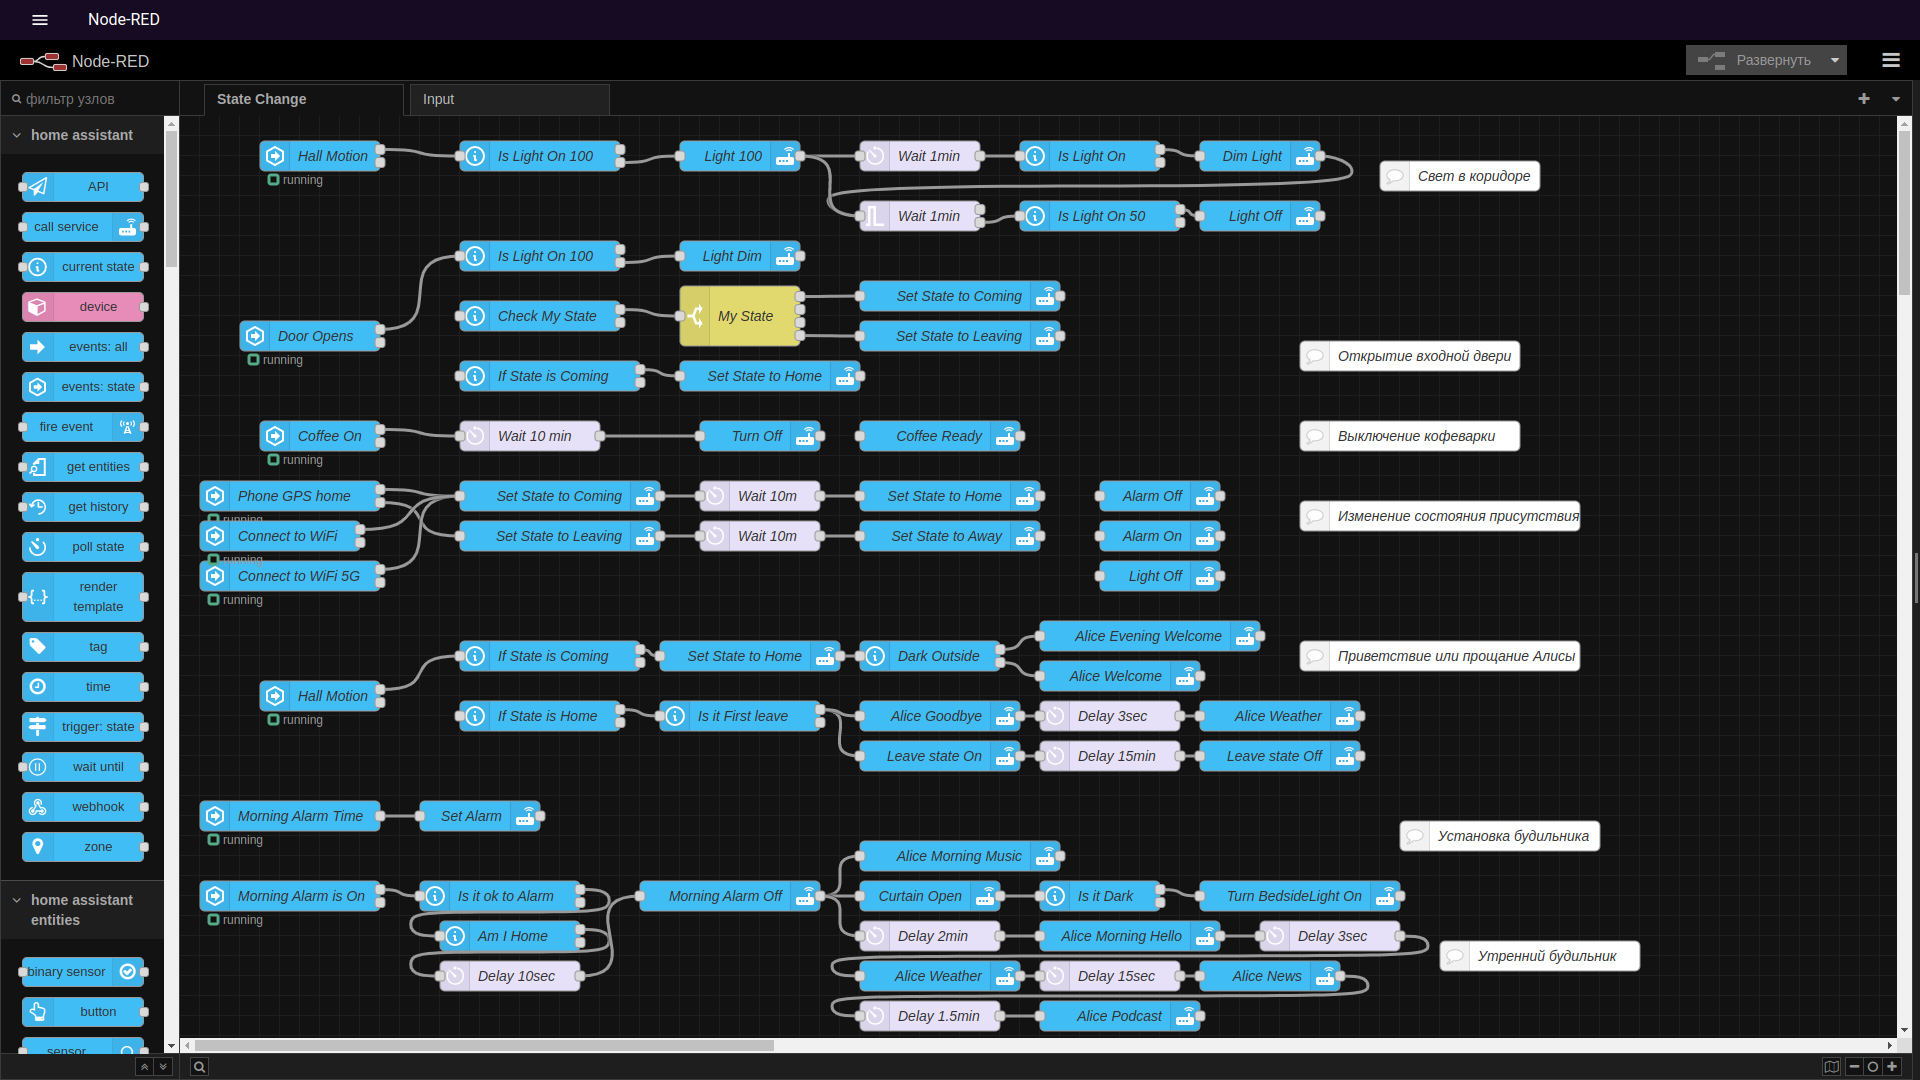 Node-RED
Node-RED
Развернуть
фильтр узлов
State Change
Input
home assistant
API
call service
current state
device
events: all
events: state
fire event
get entities
get history
poll state
render
template
tag
time
trigger: state
wait until
webhook
zone
home assistant
entities
binary sensor
button
sensor
Hall Motion
running
Is Light On 100
Light 100
Wait 1min
Is Light On
Dim Light
Свет в коридоре
Wait 1min
Is Light On 50
Light Off
Is Light On 100
Light Dim
Door Opens
running
Check My State
My State
Set State to Coming
Set State to Leaving
Открытие входной двери
If State is Coming
Set State to Home
Coffee On
running
Wait 10 min
Turn Off
Coffee Ready
Выключение кофеварки
Phone GPS home
running
Set State to Coming
Wait 10m
Set State to Home
Alarm Off
Изменение состояния присутствия
Connect to WiFi
running
Set State to Leaving
Wait 10m
Set State to Away
Alarm On
Connect to WiFi 5G
running
Light Off
Alice Evening Welcome
If State is Coming
Set State to Home
Dark Outside
Приветствие или прощание Алисы
Alice Welcome
Hall Motion
running
If State is Home
Is it First leave
Alice Goodbye
Delay 3sec
Alice Weather
Leave state On
Delay 15min
Leave state Off
Morning Alarm Time
running
Set Alarm
Установка будильника
Alice Morning Music
Morning Alarm is On
running
Is it ok to Alarm
Morning Alarm Off
Curtain Open
Is it Dark
Turn BedsideLight On
Am I Home
Delay 2min
Alice Morning Hello
Delay 3sec
Утренний будильник
Delay 10sec
Alice Weather
Delay 15sec
Alice News
Delay 1.5min
Alice Podcast